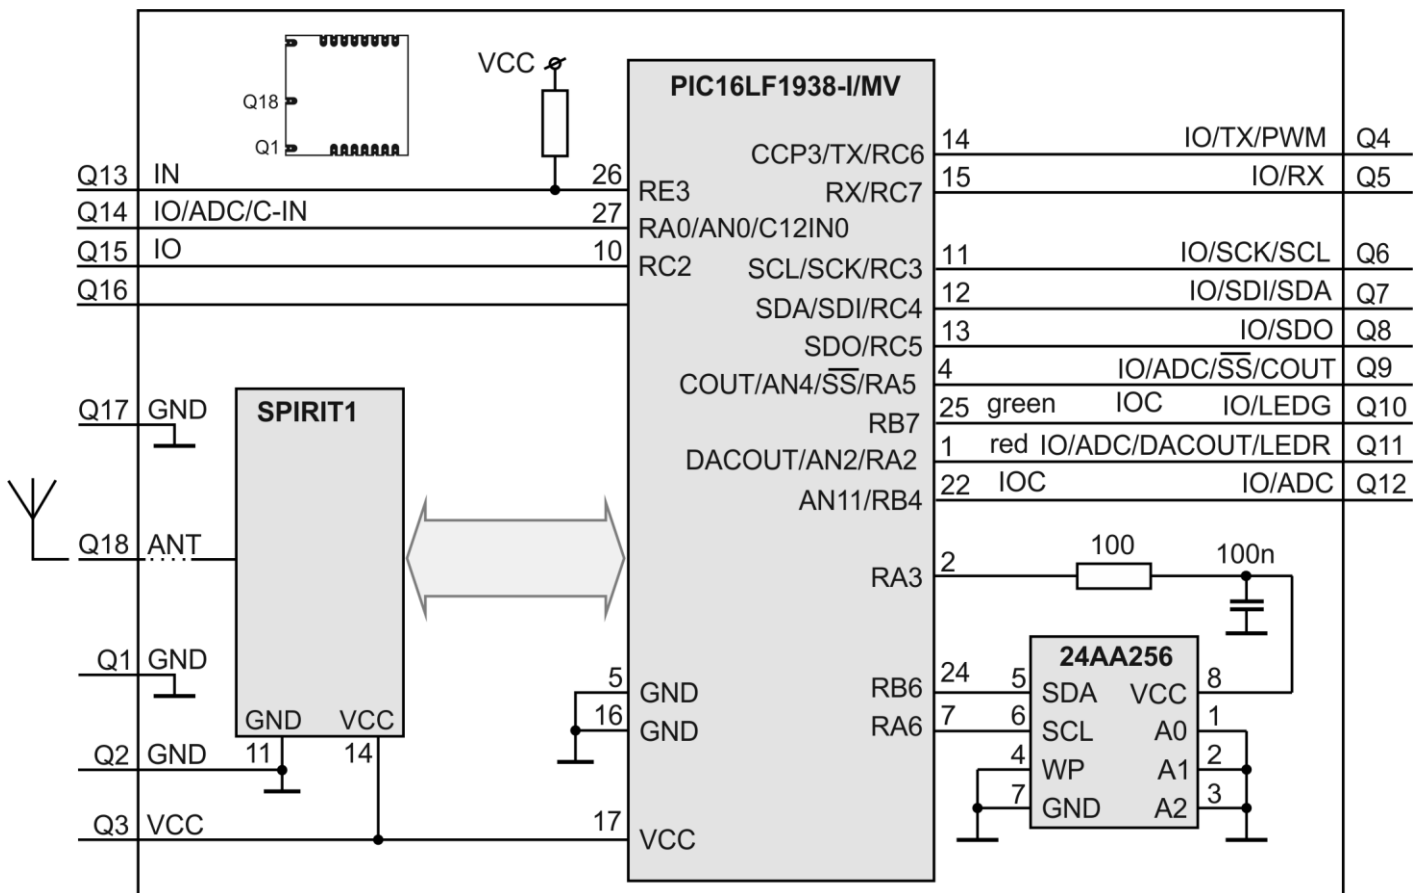 Q18
Q1
VCC
PIC16LF1938-I/MV
Q13 IN 26 RE3
Q14 IO/ADC/C-IN 27 RA0/AN0/C12IN0
Q15 IO 10 RC2
Q16
CCP3/TX/RC6 14 IO/TX/PWM Q4
RX/RC7 15 IO/RX Q5
SCL/SCK/RC3 11 IO/SCK/SCL Q6
SDA/SDI/RC4 12 IO/SDI/SDA Q7
SDO/RC5 13 IO/SDO Q8
COUT/AN4/S̅S̅/RA5 4 IO/ADC/S̅S̅/COUT Q9
RB7 25 green IOC IO/LEDG Q10
DACOUT/AN2/RA2 1 red IO/ADC/DACOUT/LEDR Q11
AN11/RB4 22 IOC IO/ADC Q12
Q17 GND
SPIRIT1
Q18 ANT
Q1 GND
GND VCC
Q2 GND 11 14
Q3 VCC 17 VCC
5 GND
16 GND
RA3 2 100 100n
24AA256
RB6 24 5 SDA VCC 8
RA6 7 6 SCL A0 1
4 WP A1 2
7 GND A2 3